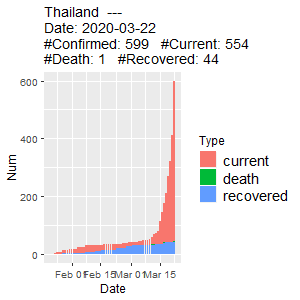 Thailand ---
Date: 2020-03-22
#Confirmed: 599 #Current: 554
#Death: 1 #Recovered: 44
600
400
200
0
Num
Feb 01
Feb 15
Mar 01
Mar 15
Date
Type
current
death
recovered